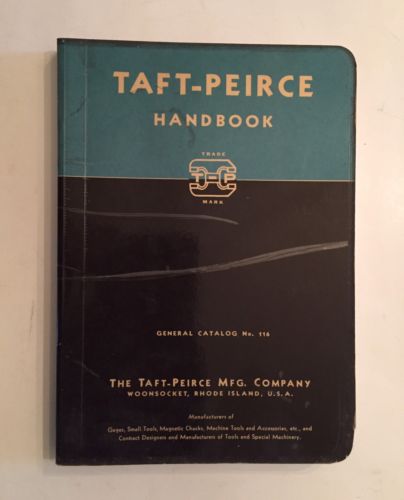 TAFT-PEIRCE
HANDBOOK
TRADE
T-P
MARK
GENERAL CATALOG No. 116
THE TAFT-PEIRCE MFG. COMPANY
WOONSOCKET, RHODE ISLAND, U.S.A.
Manufacturers of
Gages, Small Tools, Magnetic Chucks, Machine Tools and Accessories, etc., and
Contract Designers and Manufacturers of Tools and Special Machinery.